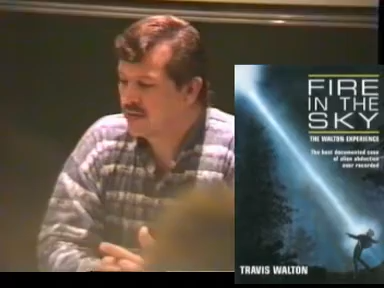 FIRE
IN THE
SKY
THE WALTON EXPERIENCE
The best documented case
of alien abduction
ever recorded
TRAVIS WALTON